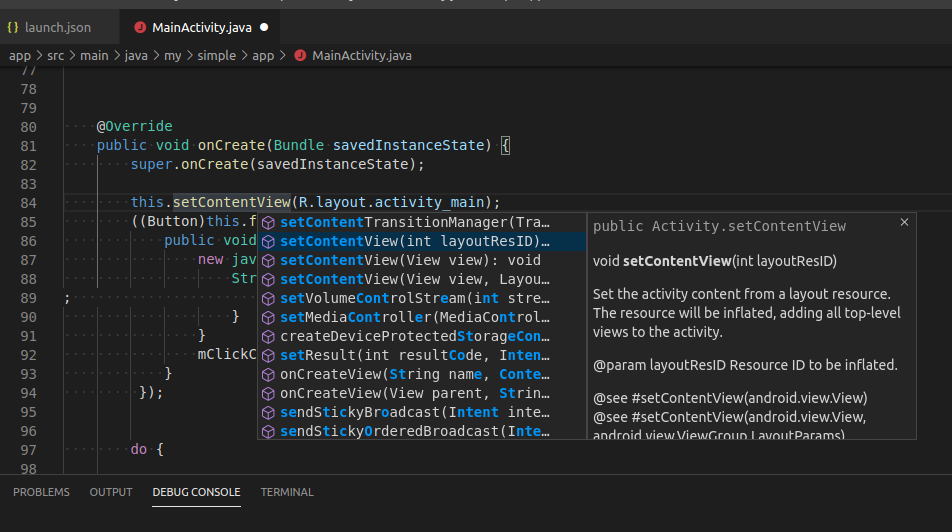 {} launch.json
J MainActivity.java ●
app > src > main > java > my > simple > app > J MainActivity.java
77
78
79
80 @Override
81 public void onCreate(Bundle savedInstanceState) {
82 super.onCreate(savedInstanceState);
83
84 this.setContentView(R.layout.activity_main);
85 ((Button)this.f
86 public void
87 new jav
88 Str
89 ;
90 }
91 }
92 mClickC
93 }
94 });
95
96
97 do {
98
setContentTransitionManager(Tra…
setContentView(int layoutResID)…
setContentView(View view): void
setContentView(View view, Layou…
setVolumeControlStream(int stre…
setMediaController(MediaControl…
createDeviceProtectedStorageCon…
setResult(int resultCode, Inten…
onCreateView(String name, Conte…
onCreateView(View parent, Strin…
sendStickyBroadcast(Intent inte…
sendStickyOrderedBroadcast(Inte…
public Activity.setContentView ×
void setContentView(int layoutResID)
Set the activity content from a layout resource.
The resource will be inflated, adding all top-level
views to the activity.
@param layoutResID Resource ID to be inflated.
@see #setContentView(android.view.View)
@see #setContentView(android.view.View,
android.view.ViewGroup.LayoutParams)
PROBLEMS OUTPUT DEBUG CONSOLE TERMINAL